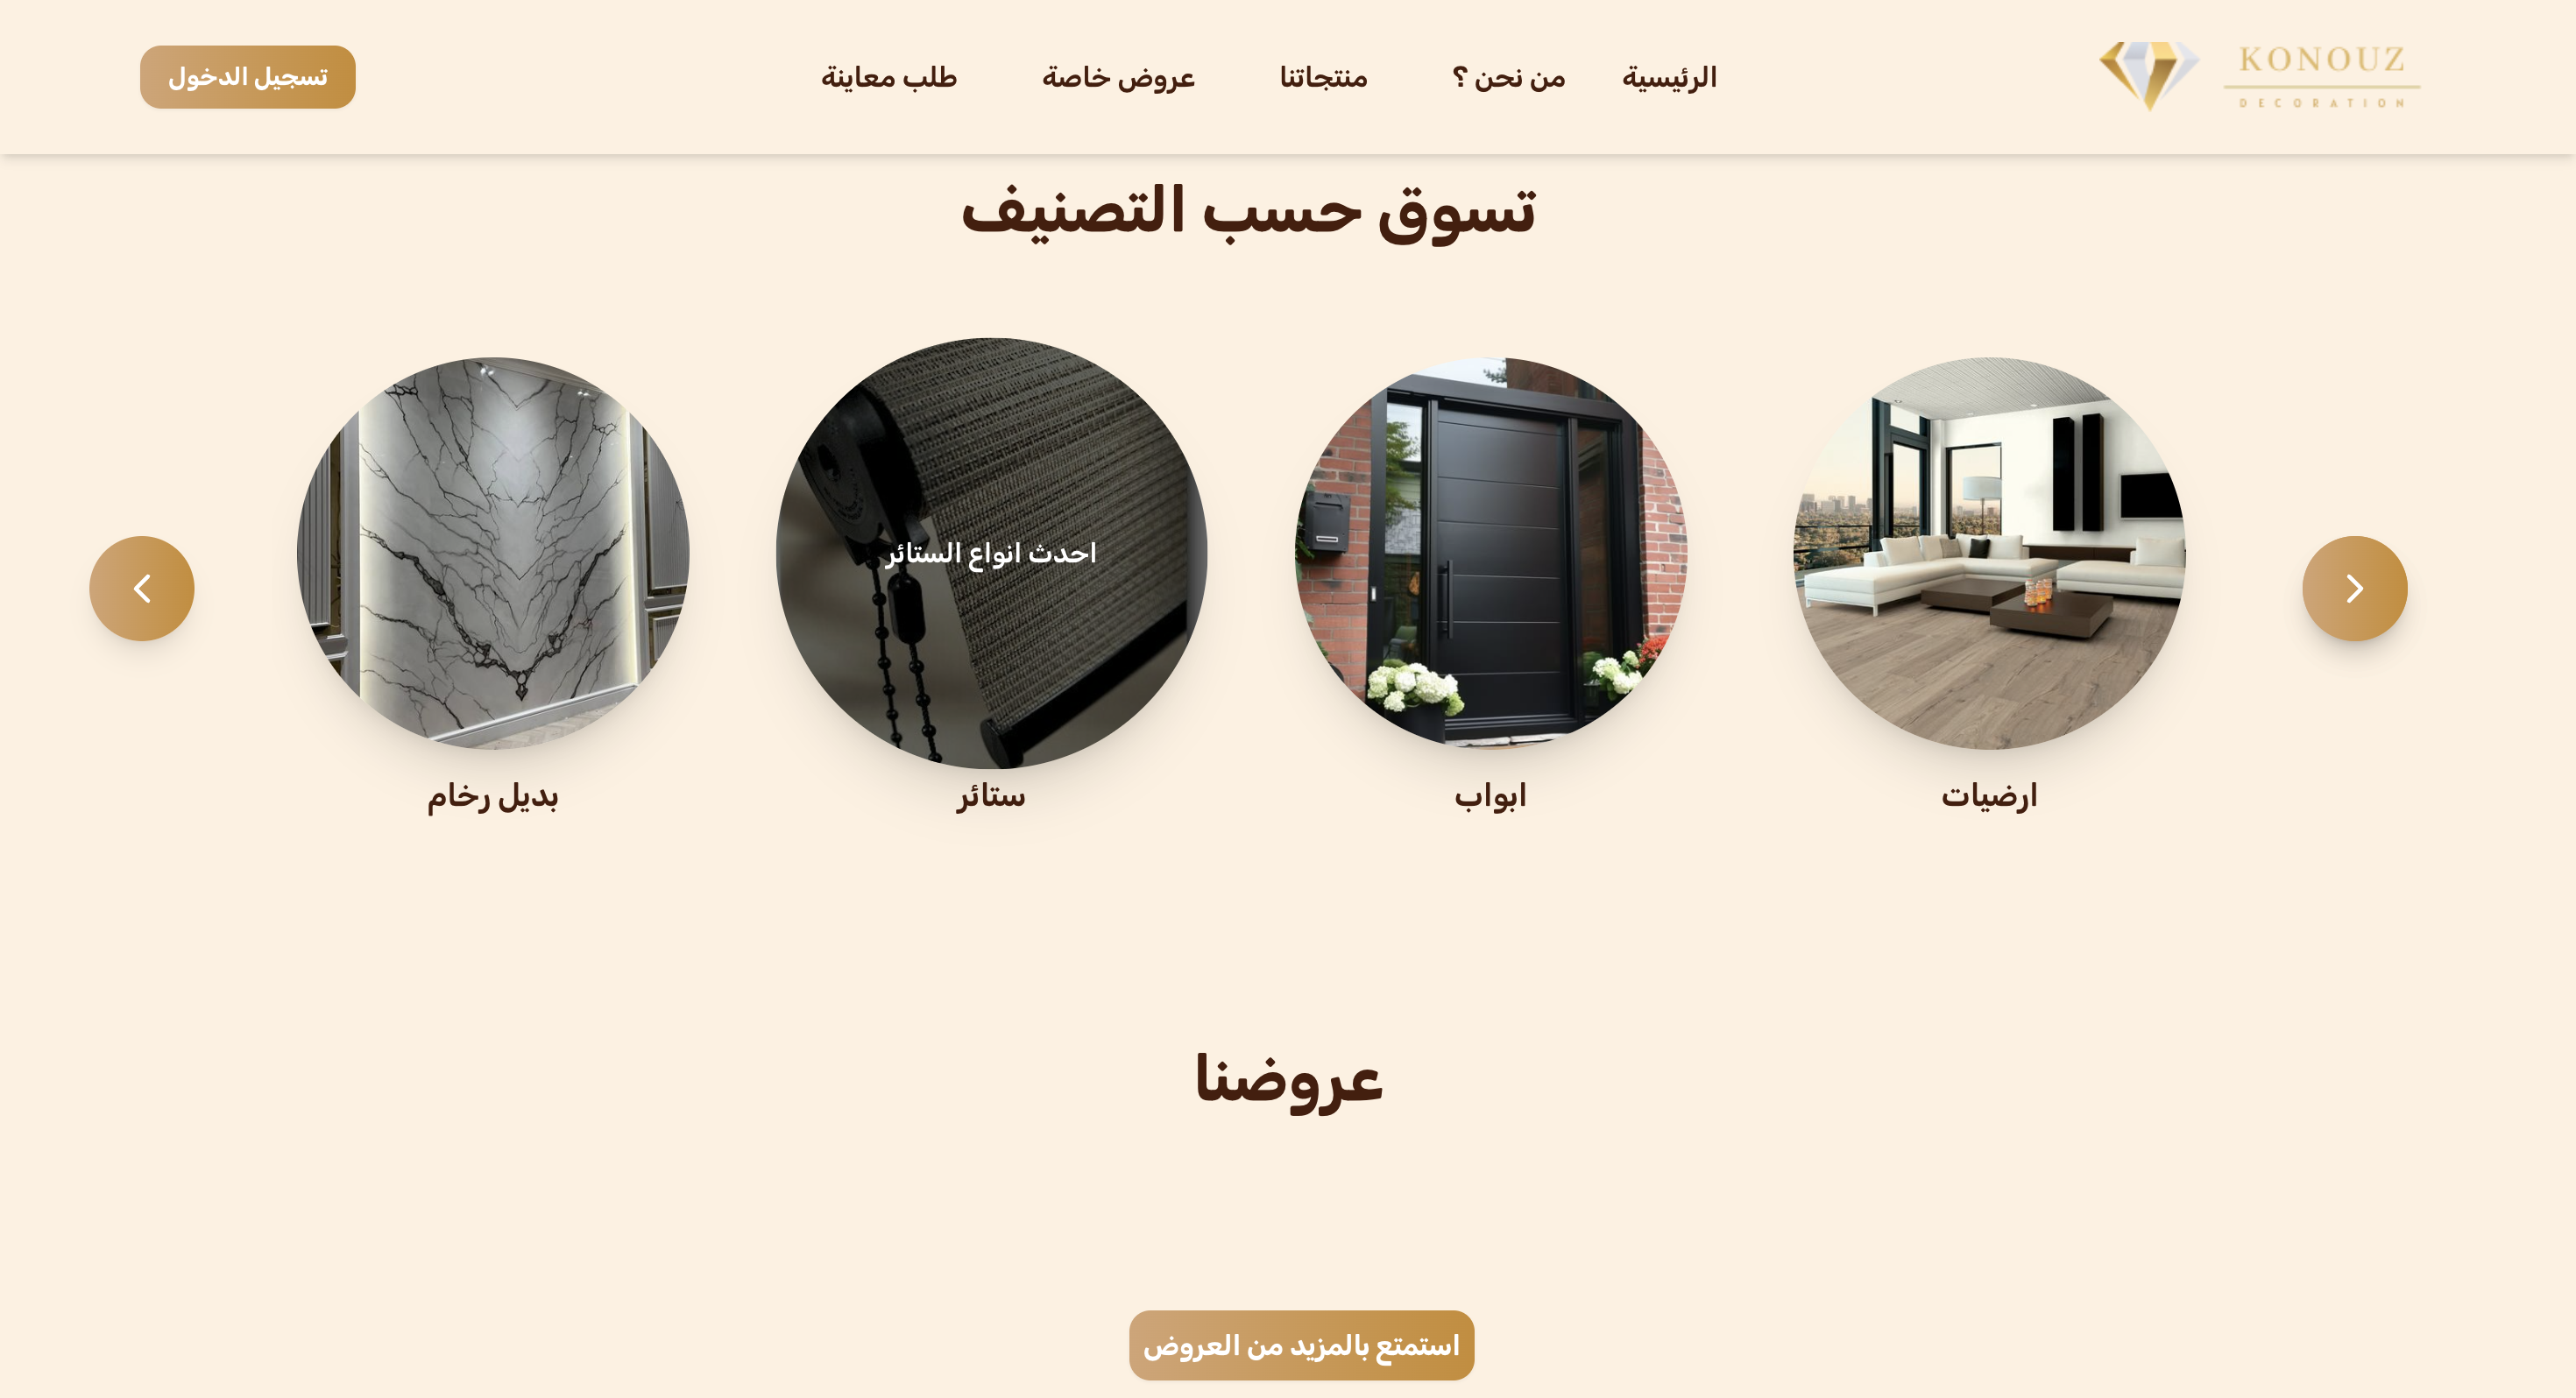 KONOUZ
DECORATION
الرئيسية
من نحن ؟
منتجاتنا
عروض خاصة
طلب معاينة
تسجيل الدخول
تسوق حسب التصنيف
احدث انواع الستائر
ارضيات
ابواب
ستائر
بديل رخام
عروضنا
استمتع بالمزيد من العروض